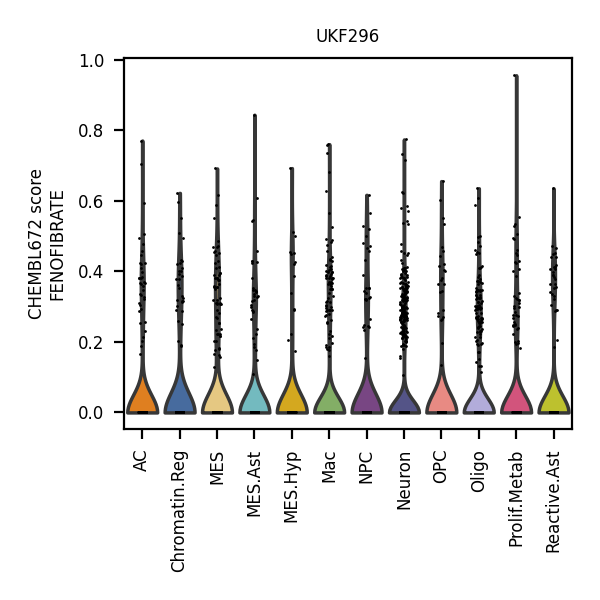 UKF296
CHEMBL672 score
FENOFIBRATE
1.0
0.8
0.6
0.4
0.2
0.0
AC
Chromatin.Reg
MES
MES.Ast
MES.Hyp
Mac
NPC
Neuron
OPC
Oligo
Prolif.Metab
Reactive.Ast